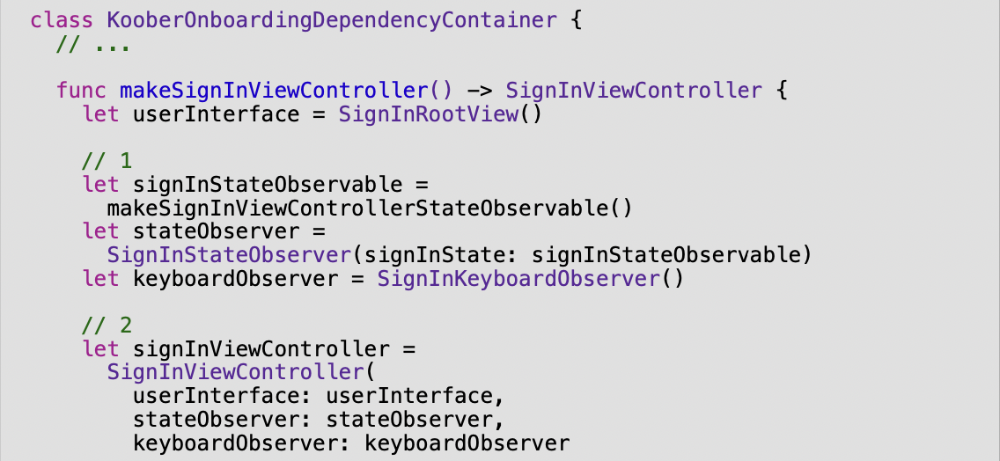 class KooberOnboardingDependencyContainer {
// ...
func makeSignInViewController() -> SignInViewController {
let userInterface = SignInRootView()
// 1
let signInStateObservable =
makeSignInViewControllerStateObservable()
let stateObserver =
SignInStateObserver(signInState: signInStateObservable)
let keyboardObserver = SignInKeyboardObserver()
// 2
let signInViewController =
SignInViewController(
userInterface: userInterface,
stateObserver: stateObserver,
keyboardObserver: keyboardObserver